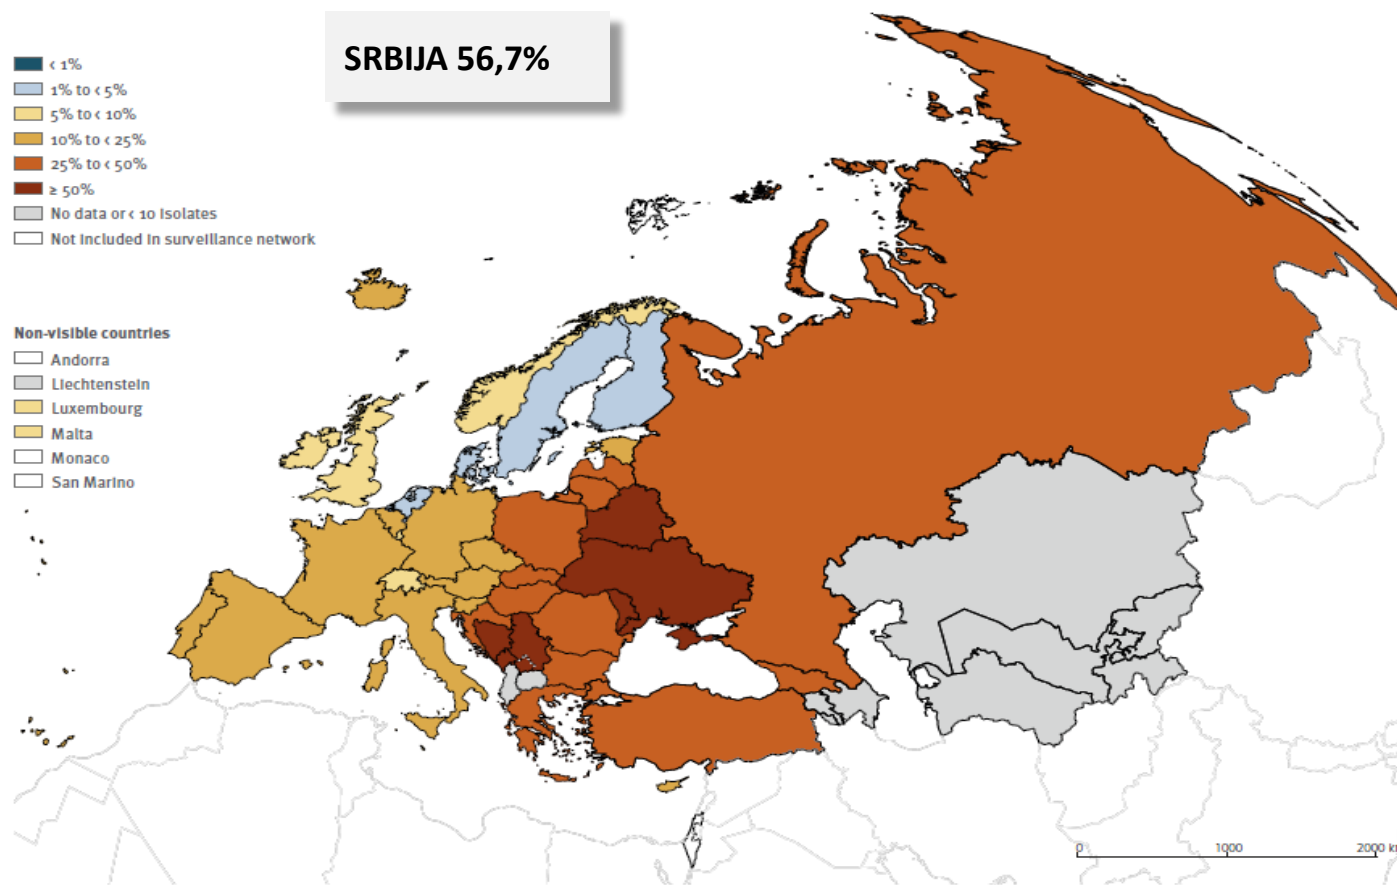 SRBIJA 56,7%
< 1%
1% to < 5%
5% to < 10%
10% to < 25%
25% to < 50%
≥ 50%
No data or < 10 isolates
Not included in surveillance network
Non-visible countries
Andorra
Liechtenstein
Luxembourg
Malta
Monaco
San Marino
0 1000 2000 k